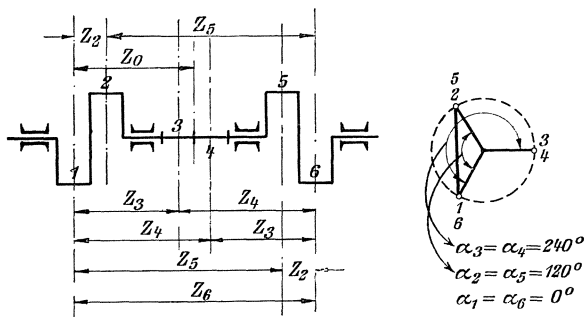 Z₂ Z₅
Z₀
2 5 5
2
3 4 3
4
1 6 1
6
Z₃ Z₄
Z₄ Z₃
Z₅ Z₂
Z₆
α₃ = α₄ = 240°
α₂ = α₅ = 120°
α₁ = α₆ = 0°